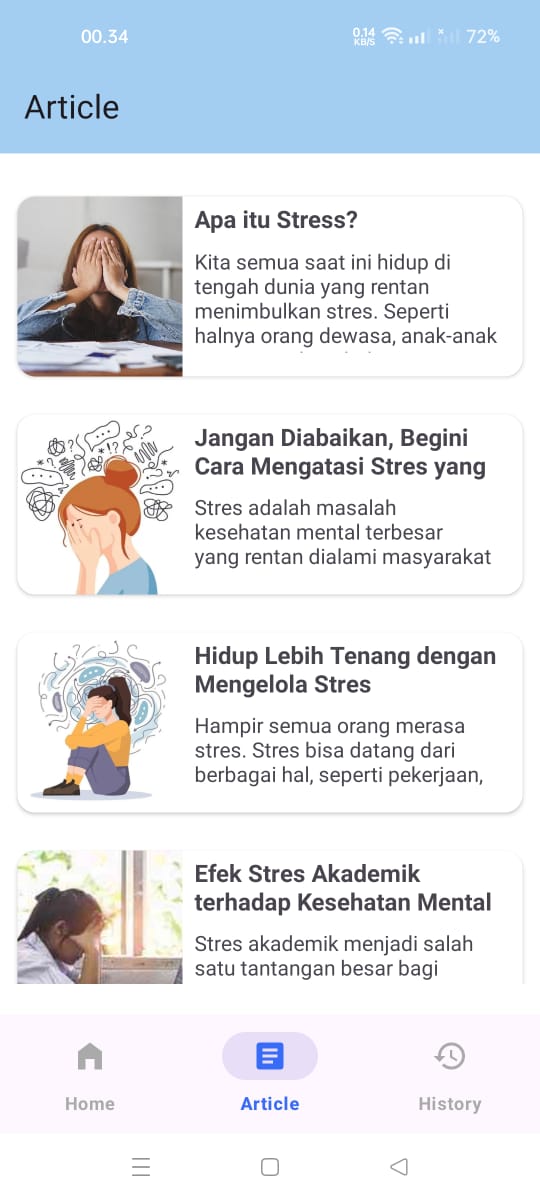 00.34
0.14
KB/S
72%
Article
Apa itu Stress?
Kita semua saat ini hidup di
tengah dunia yang rentan
menimbulkan stres. Seperti
halnya orang dewasa, anak-anak
Jangan Diabaikan, Begini
Cara Mengatasi Stres yang
Stres adalah masalah
kesehatan mental terbesar
yang rentan dialami masyarakat
Hidup Lebih Tenang dengan
Mengelola Stres
Hampir semua orang merasa
stres. Stres bisa datang dari
berbagai hal, seperti pekerjaan,
Efek Stres Akademik
terhadap Kesehatan Mental
Stres akademik menjadi salah
satu tantangan besar bagi
Home
Article
History